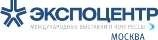 ЭКСПОЦЕНТР
МЕЖДУНАРОДНЫЕ ВЫСТАВКИ И КОНГРЕССЫ
МОСКВА